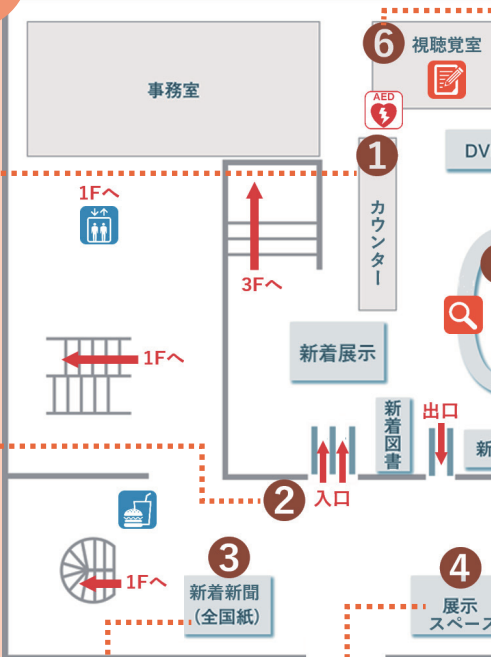 6
視聴覚室
事務室
AED
1
DV
1Fへ
カウンター
3Fへ
新着展示
1Fへ
新着図書
出口
新
入口
2
3
4
1Fへ
新着新聞
（全国紙）
展示
スペース